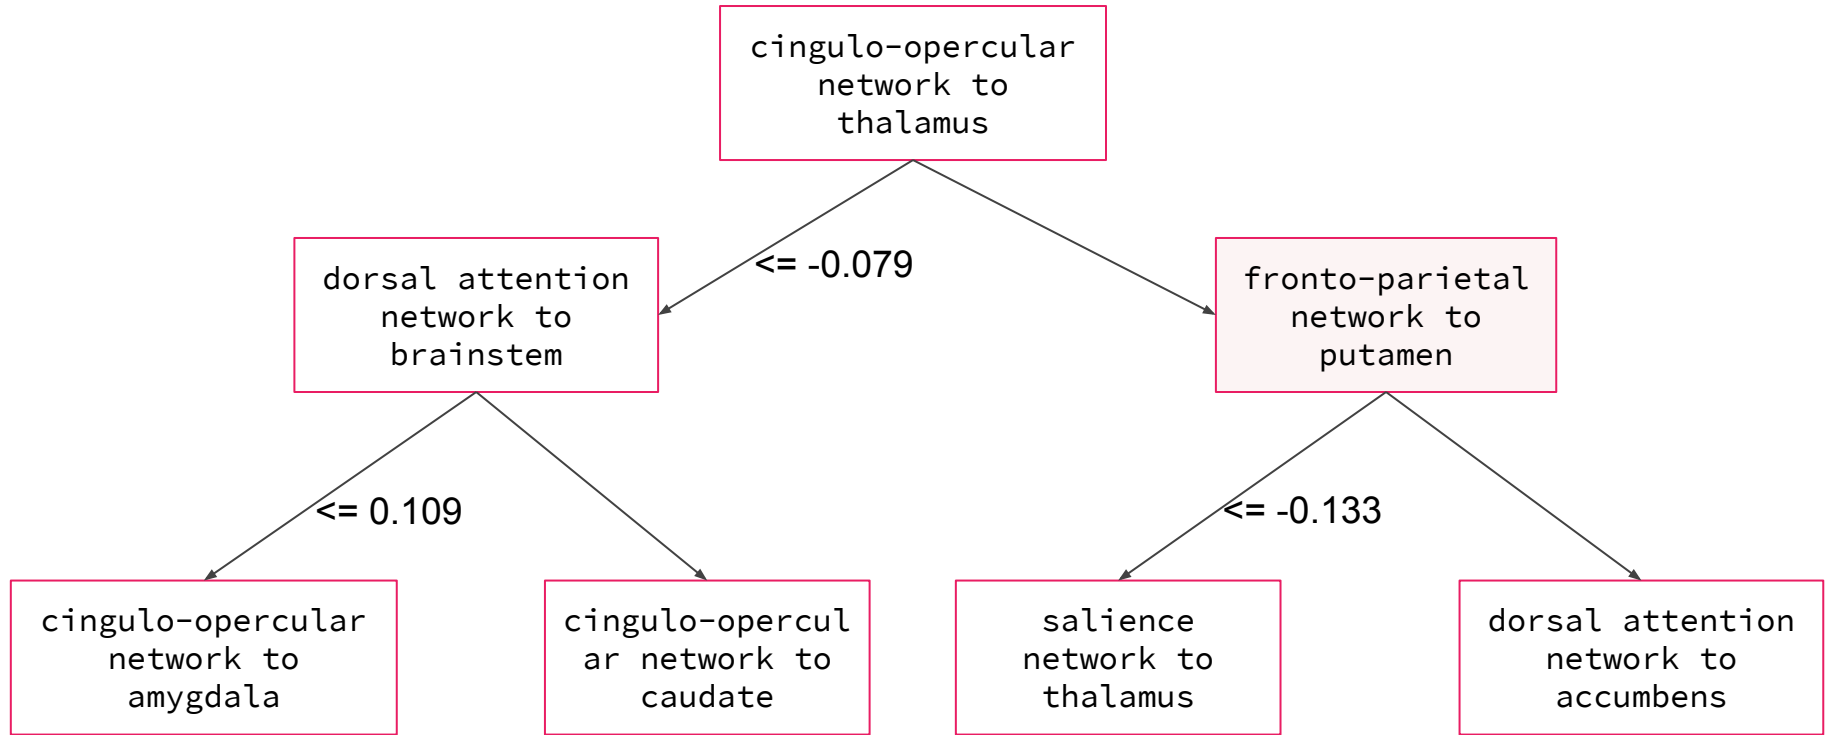 cingulo-opercular
network to
thalamus
<= -0.079
dorsal attention
network to
brainstem
fronto-parietal
network to
putamen
<= 0.109
<= -0.133
cingulo-opercular
network to
amygdala
cingulo-opercul
ar network to
caudate
salience
network to
thalamus
dorsal attention
network to
accumbens